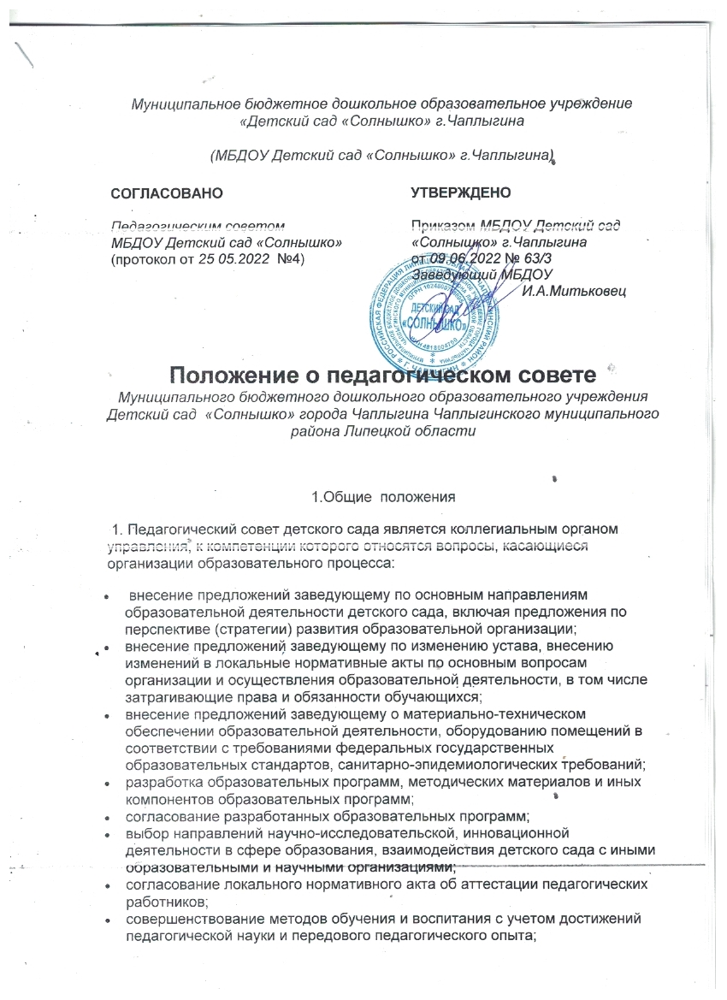 Муниципальное бюджетное дошкольное образовательное учреждение
«Детский сад «Солнышко» г.Чаплыгина
(МБДОУ Детский сад «Солнышко» г.Чаплыгина)
СОГЛАСОВАНО
Педагогическим советом
МБДОУ Детский сад «Солнышко»
(протокол от 25 05.2022 №4)
УТВЕРЖДЕНО
Приказом МБДОУ Детский сад
«Солнышко» г.Чаплыгина
от 09.06.2022 № 63/3
Заведующий МБДОУ
И.А.Митьковец
ДЕТСКИЙ САД
«СОЛНЫШКО»
Положение о педагогическом совете
Муниципального бюджетного дошкольного образовательного учреждения
Детский сад «Солнышко» города Чаплыгина Чаплыгинского муниципального
района Липецкой области
1.Общие положения
1. Педагогический совет детского сада является коллегиальным органом
управления, к компетенции которого относятся вопросы, касающиеся
организации образовательного процесса:
• внесение предложений заведующему по основным направлениям
образовательной деятельности детского сада, включая предложения по
перспективе (стратегии) развития образовательной организации;
• внесение предложений заведующему по изменению устава, внесению
изменений в локальные нормативные акты по основным вопросам
организации и осуществления образовательной деятельности, в том числе
затрагивающие права и обязанности обучающихся;
• внесение предложений заведующему о материально-техническом
обеспечении образовательной деятельности, оборудованию помещений в
соответствии с требованиями федеральных государственных
образовательных стандартов, санитарно-эпидемиологических требований;
• разработка образовательных программ, методических материалов и иных
компонентов образовательных программ;
• согласование разработанных образовательных программ;
• выбор направлений научно-исследовательской, инновационной
деятельности в сфере образования, взаимодействия детского сада с иными
образовательными и научными организациями;
• согласование локального нормативного акта об аттестации педагогических
работников;
• совершенствование методов обучения и воспитания с учетом достижений
педагогической науки и передового педагогического опыта;